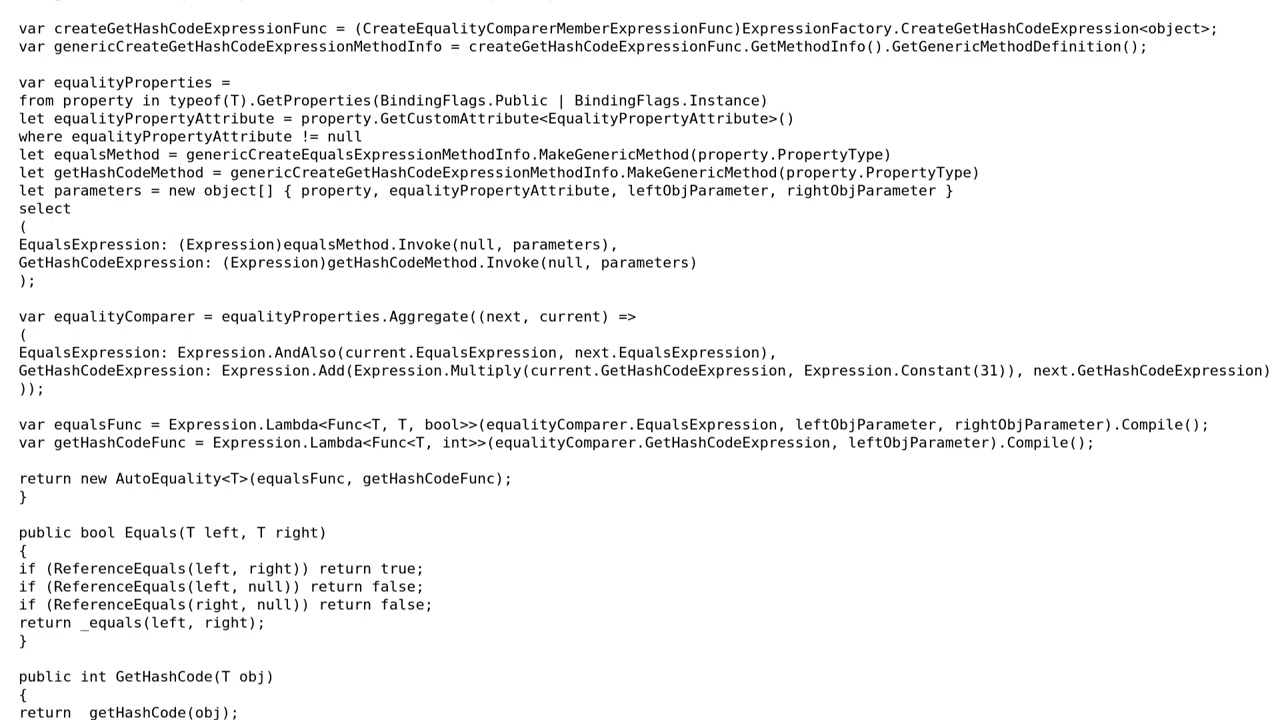 var createGetHashCodeExpressionFunc = (CreateEqualityComparerMemberExpressionFunc)ExpressionFactory.CreateGetHashCodeExpression<object>;
var genericCreateGetHashCodeExpressionMethodInfo = createGetHashCodeExpressionFunc.GetMethodInfo().GetGenericMethodDefinition();
var equalityProperties =
from property in typeof(T).GetProperties(BindingFlags.Public | BindingFlags.Instance)
let equalityPropertyAttribute = property.GetCustomAttribute<EqualityPropertyAttribute>()
where equalityPropertyAttribute != null
let equalsMethod = genericCreateEqualsExpressionMethodInfo.MakeGenericMethod(property.PropertyType)
let getHashCodeMethod = genericCreateGetHashCodeExpressionMethodInfo.MakeGenericMethod(property.PropertyType)
let parameters = new object[] { property, equalityPropertyAttribute, leftObjParameter, rightObjParameter }
select
(
EqualsExpression: (Expression)equalsMethod.Invoke(null, parameters),
GetHashCodeExpression: (Expression)getHashCodeMethod.Invoke(null, parameters)
);
var equalityComparer = equalityProperties.Aggregate((next, current) =>
(
EqualsExpression: Expression.AndAlso(current.EqualsExpression, next.EqualsExpression),
GetHashCodeExpression: Expression.Add(Expression.Multiply(current.GetHashCodeExpression, Expression.Constant(31)), next.GetHashCodeExpression)
));
var equalsFunc = Expression.Lambda<Func<T, T, bool>>(equalityComparer.EqualsExpression, leftObjParameter, rightObjParameter).Compile();
var getHashCodeFunc = Expression.Lambda<Func<T, int>>(equalityComparer.GetHashCodeExpression, leftObjParameter).Compile();
return new AutoEquality<T>(equalsFunc, getHashCodeFunc);
}
public bool Equals(T left, T right)
{
if (ReferenceEquals(left, right)) return true;
if (ReferenceEquals(left, null)) return false;
if (ReferenceEquals(right, null)) return false;
return _equals(left, right);
}
public int GetHashCode(T obj)
{
return getHashCode(obj);